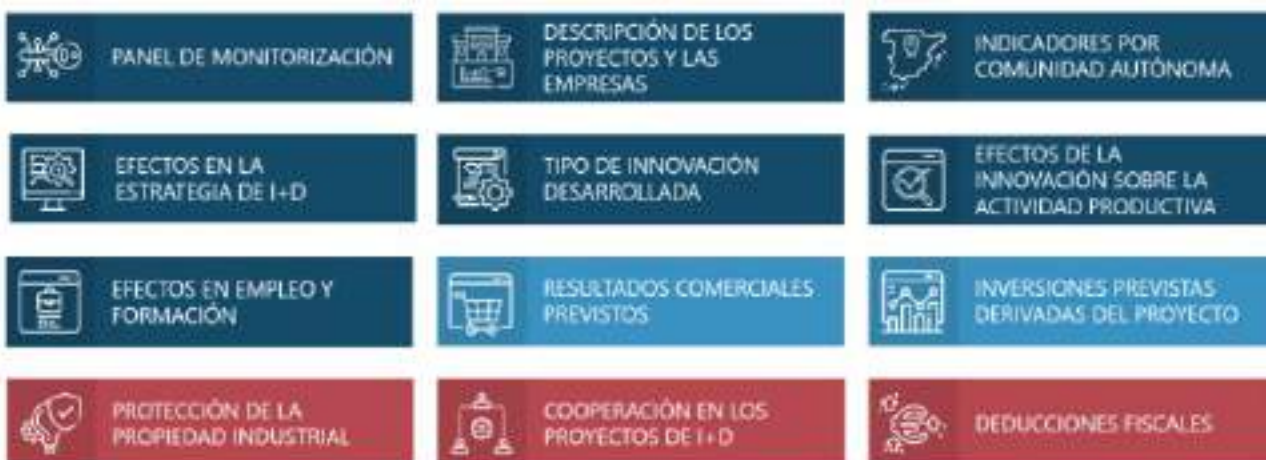 PANEL DE MONITORIZACIÓN
DESCRIPCIÓN DE LOS
PROYECTOS Y LAS
EMPRESAS
INDICADORES POR
COMUNIDAD AUTÓNOMA
EFECTOS EN LA
ESTRATEGIA DE I+D
TIPO DE INNOVACIÓN
DESARROLLADA
EFECTOS DE LA
INNOVACIÓN SOBRE LA
ACTIVIDAD PRODUCTIVA
EFECTOS EN EMPLEO Y
FORMACIÓN
RESULTADOS COMERCIALES
PREVISTOS
INVERSIONES PREVISTAS
DERIVADAS DEL PROYECTO
PROTECCIÓN DE LA
PROPIEDAD INDUSTRIAL
COOPERACIÓN EN LOS
PROYECTOS DE I+D
DEDUCCIONES FISCALES